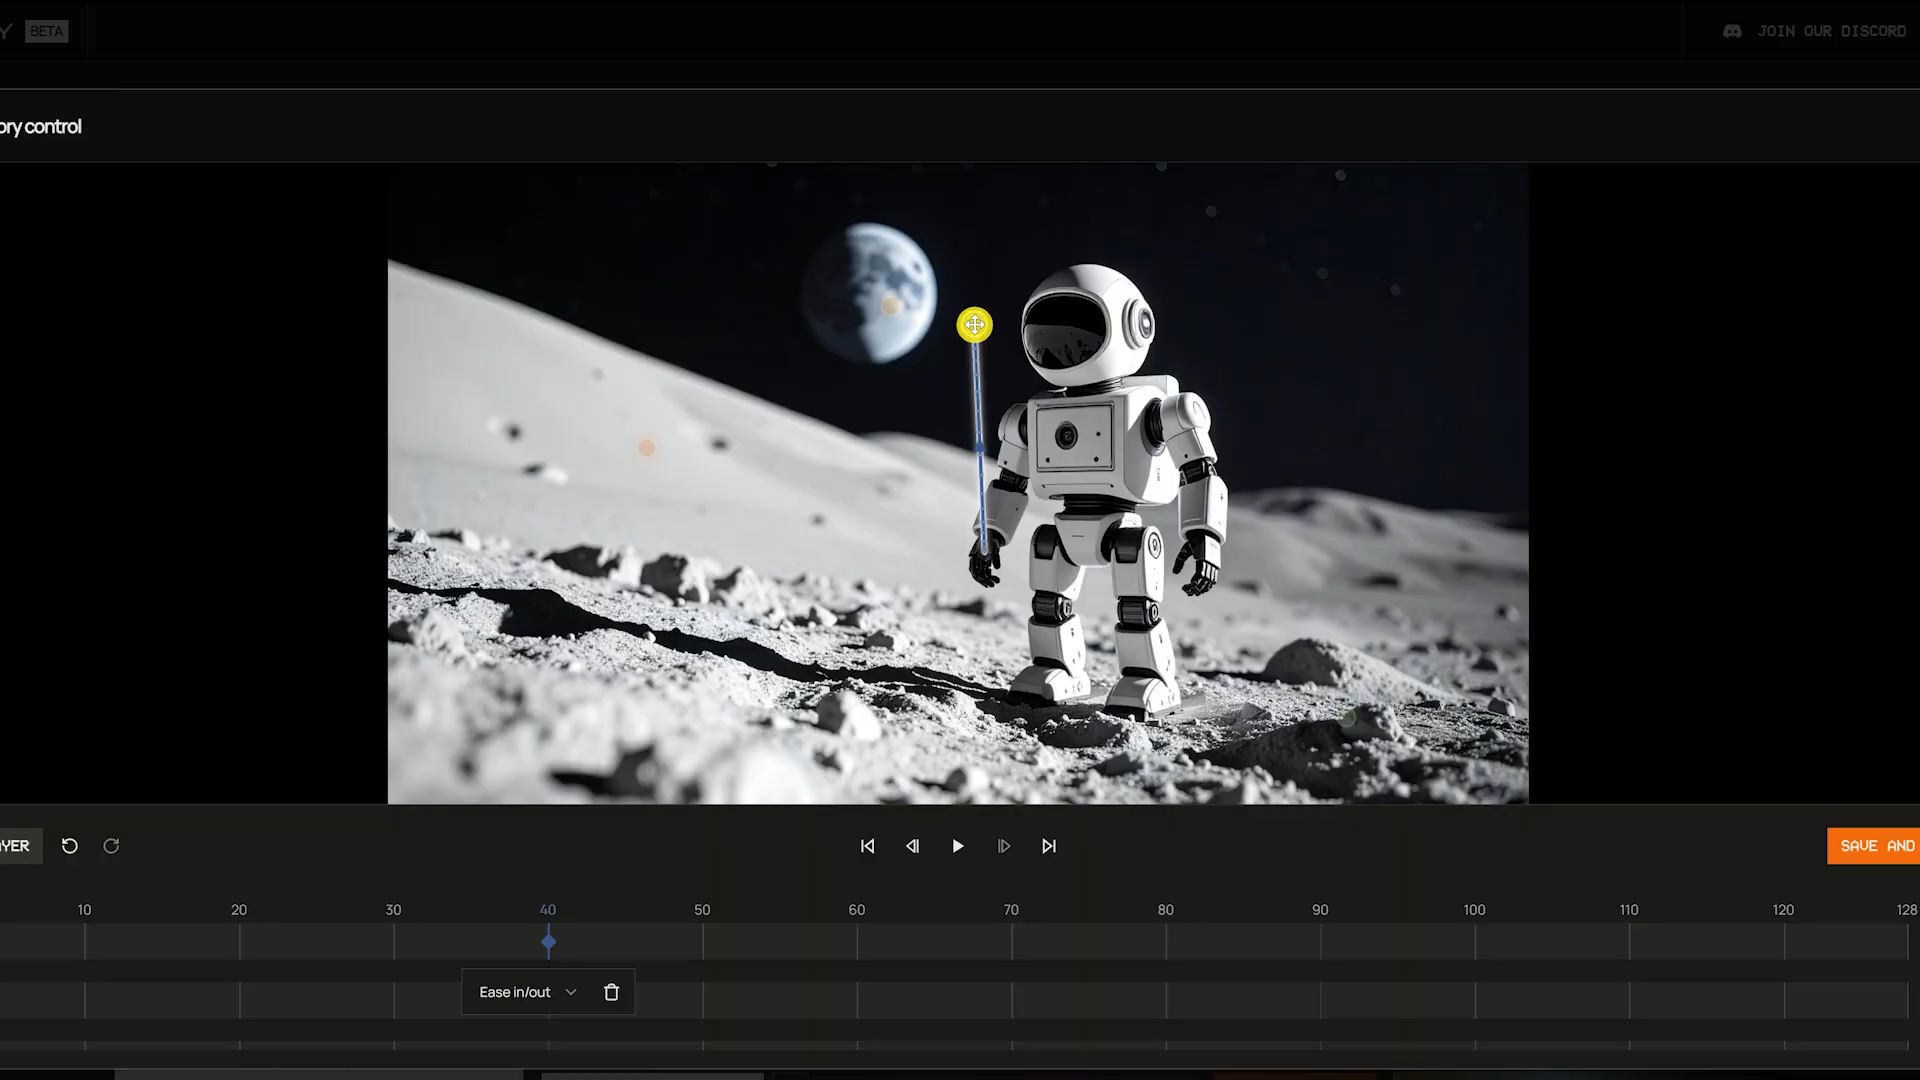 Y BETA
JOIN OUR DISCORD
ory control
AYER
SAVE AND
10 20 30 40 50 60 70 80 90 100 110 120 128
Ease in/out